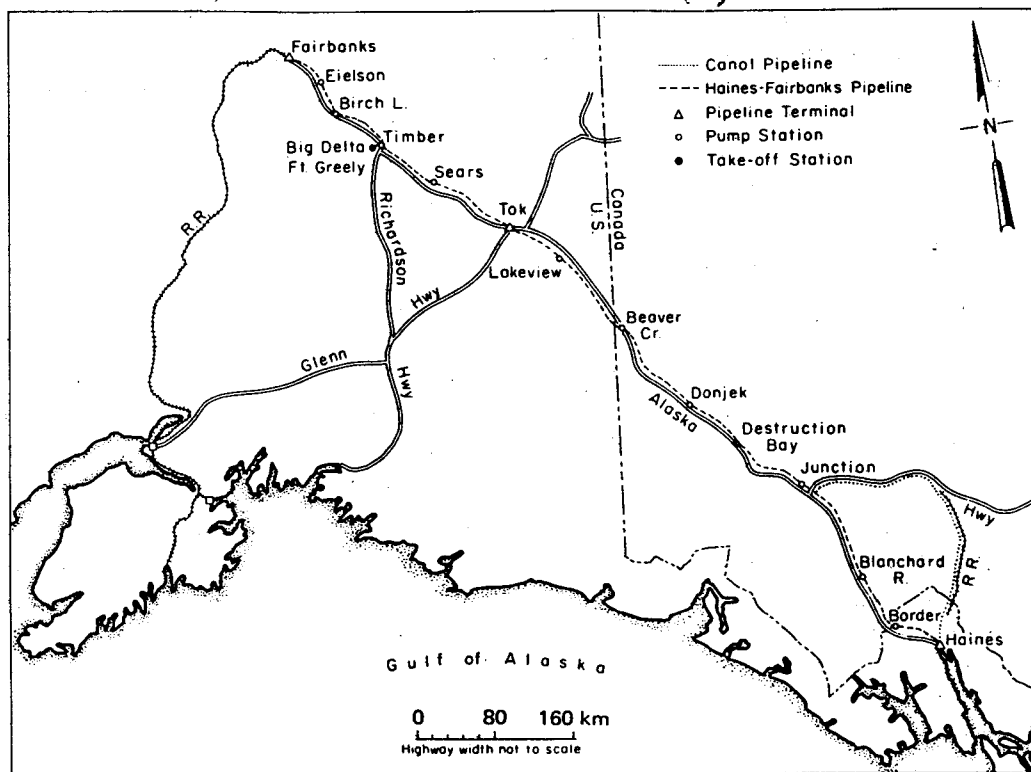 Fairbanks
Eielson
Birch L.
Timber
Big Delta
Ft. Greely
Sears
Tok
Lakeview
R.R.
Richardson
Hwy
Glenn
Hwy
Canada
U.S.
Beaver
Cr.
Donjek
Alaska
Destruction
Bay
Junction
Hwy
R.R.
Blanchard
R.
Border
Haines
Canol Pipeline
Haines-Fairbanks Pipeline
Pipeline Terminal
Pump Station
Take-off Station
N
Gulf of Alaska
0 80 160 km
Highway width not to scale